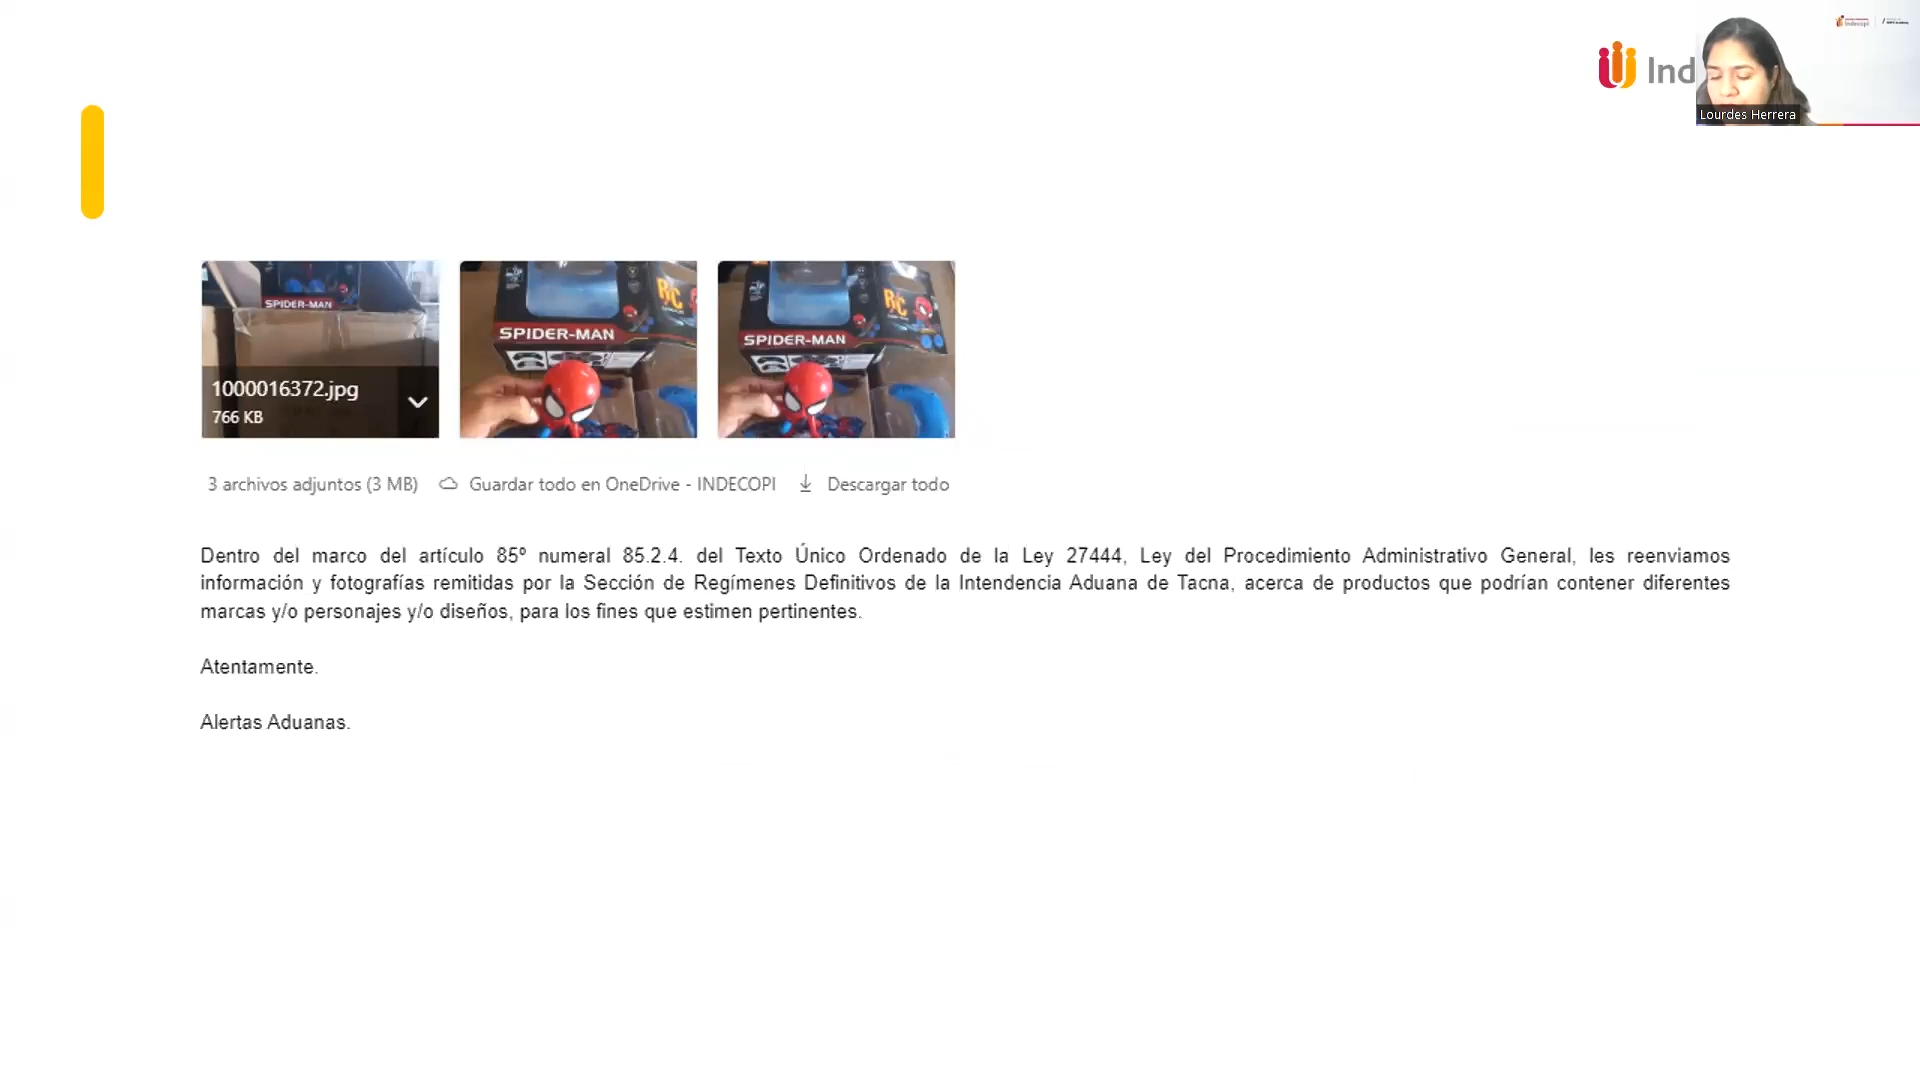 Ind
Lourdes Herrera
SPIDER-MAN
1000016372.jpg
766 KB
SPIDER-MAN
R/C
SPIDER-MAN
R/C
3 archivos adjuntos (3 MB) Guardar todo en OneDrive - INDECOPI Descargar todo
Dentro del marco del artículo 85º numeral 85.2.4. del Texto Único Ordenado de la Ley 27444, Ley del Procedimiento Administrativo General, les reenviamos
información y fotografías remitidas por la Sección de Regímenes Definitivos de la Intendencia Aduana de Tacna, acerca de productos que podrían contener diferentes
marcas y/o personajes y/o diseños, para los fines que estimen pertinentes.
Atentamente.
Alertas Aduanas.